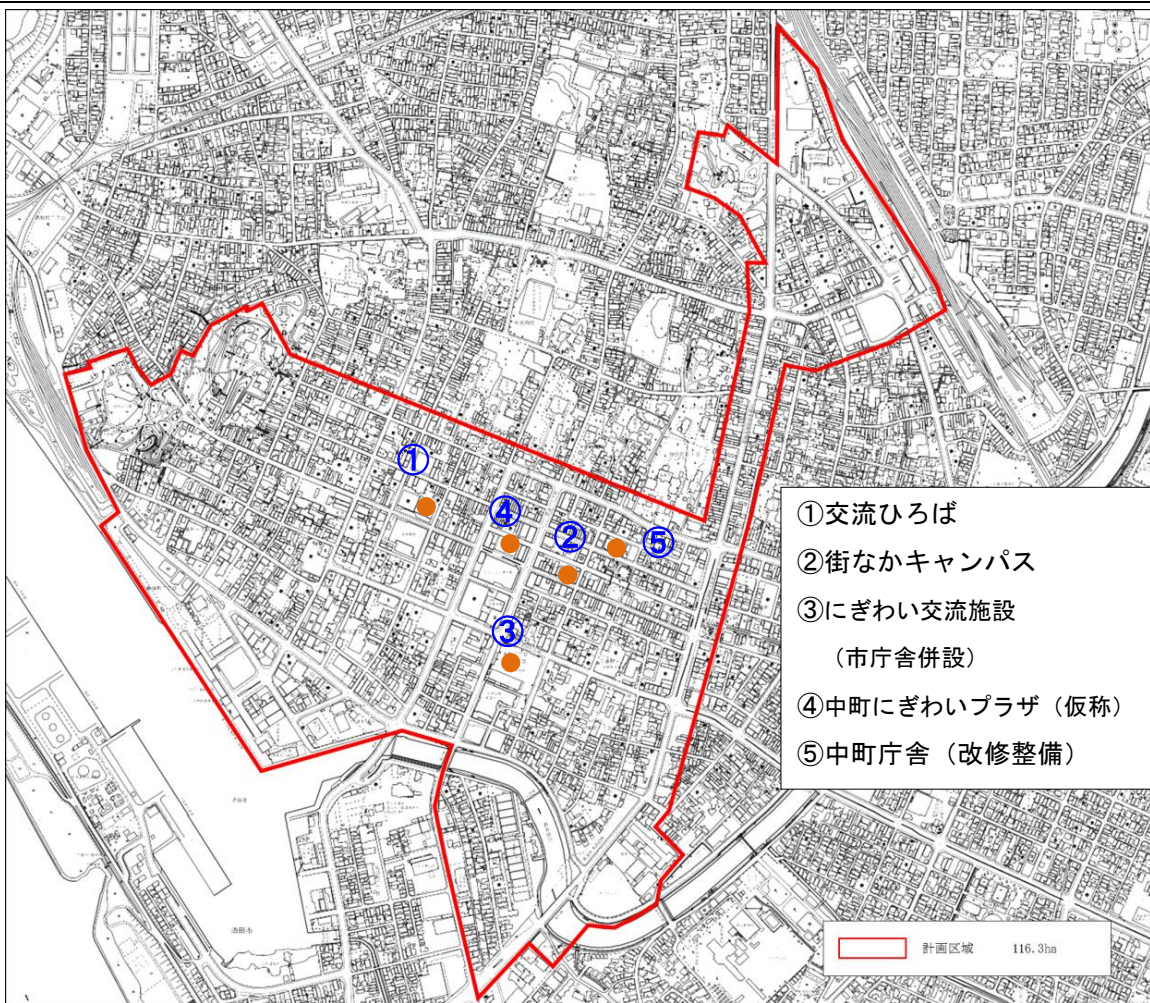 ①
④
②
⑤
③
①交流ひろば
②街なかキャンパス
③にぎわい交流施設
（市庁舎併設）
④中町にぎわいプラザ（仮称）
⑤中町庁舎（改修整備）
酒田市
計画区域 116.3ha